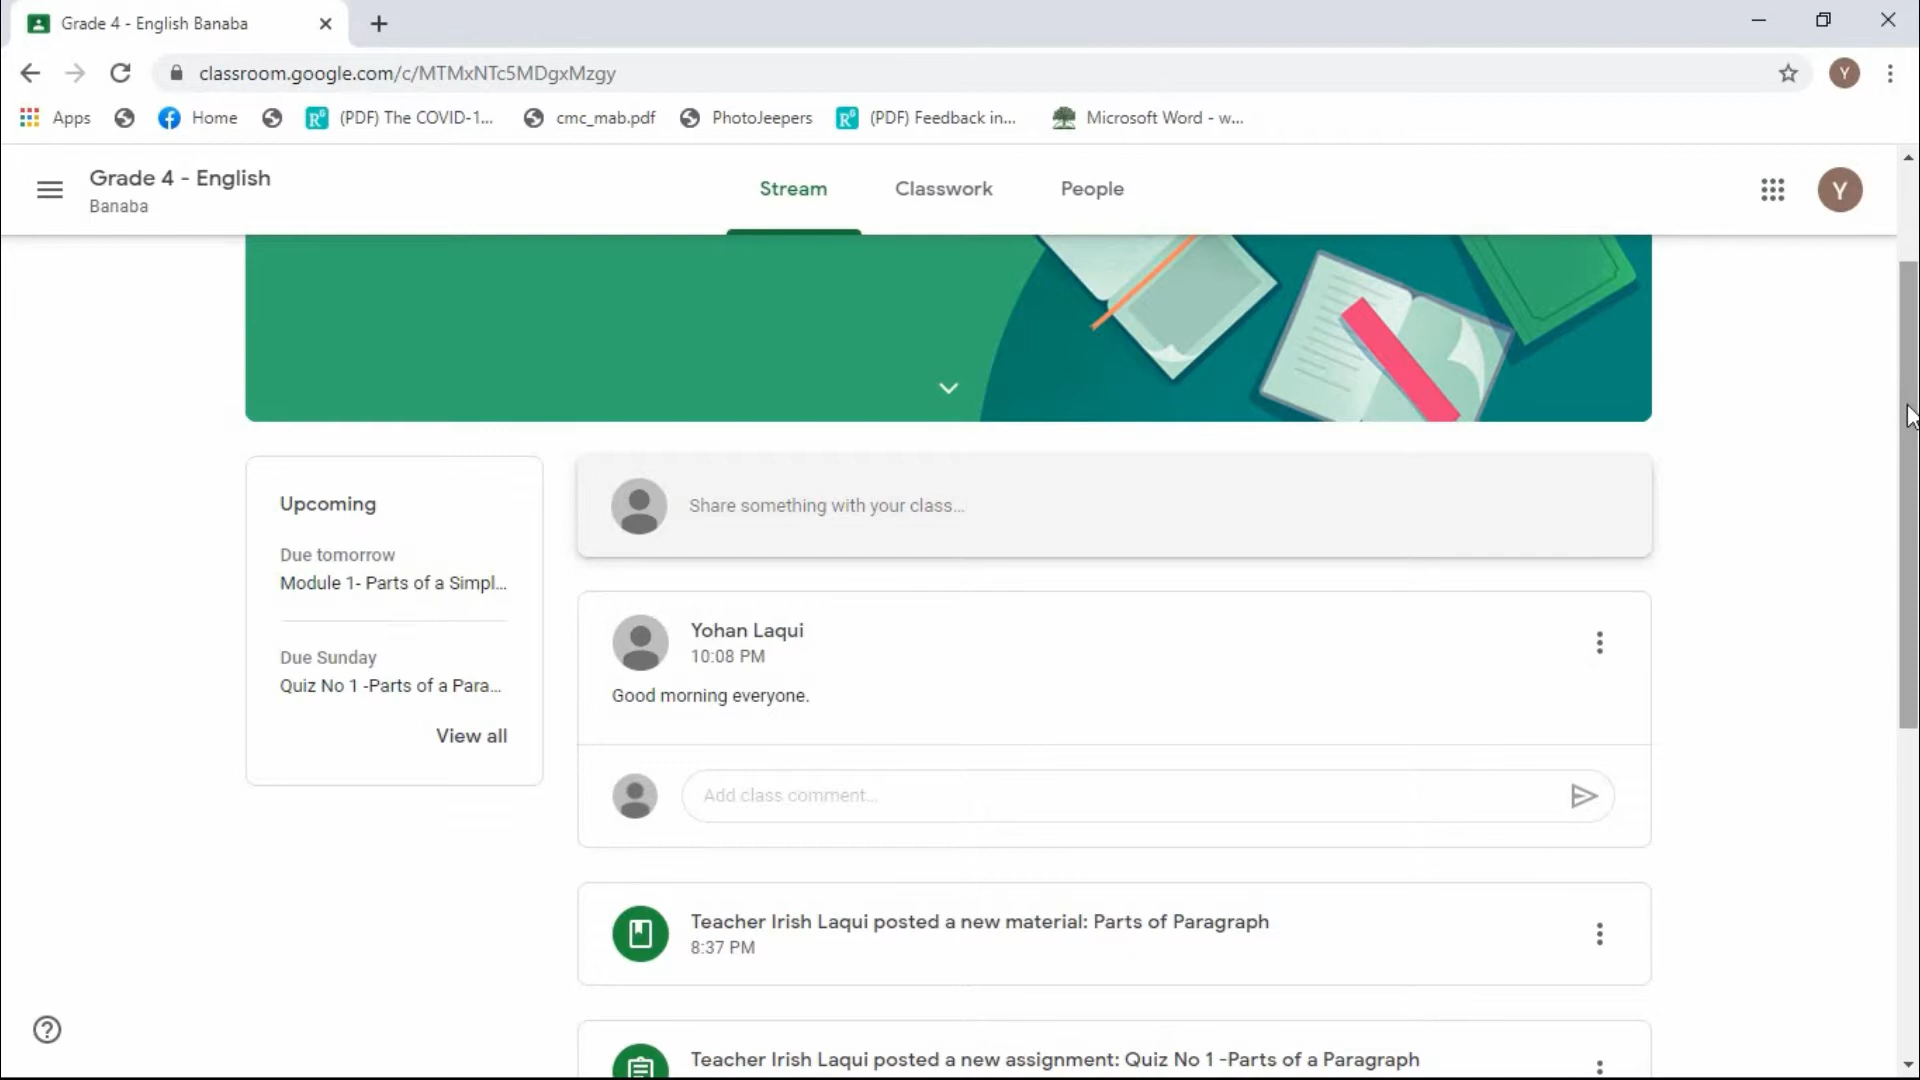 Grade 4 - English Banaba
classroom.google.com/c/MTMxNTc5MDgxMzgy
Y
Apps
Home
(PDF) The COVID-1...
cmc_mab.pdf
PhotoJeepers
(PDF) Feedback in...
Microsoft Word - w...
Grade 4 - English
Banaba
Stream
Classwork
People
Y
Upcoming
Due tomorrow
Module 1- Parts of a Simpl...
Due Sunday
Quiz No 1 -Parts of a Para...
View all
Share something with your class...
Yohan Laqui
10:08 PM
Good morning everyone.
Add class comment...
Teacher Irish Laqui posted a new material: Parts of Paragraph
8:37 PM
Teacher Irish Laqui posted a new assignment: Quiz No 1 -Parts of a Paragraph